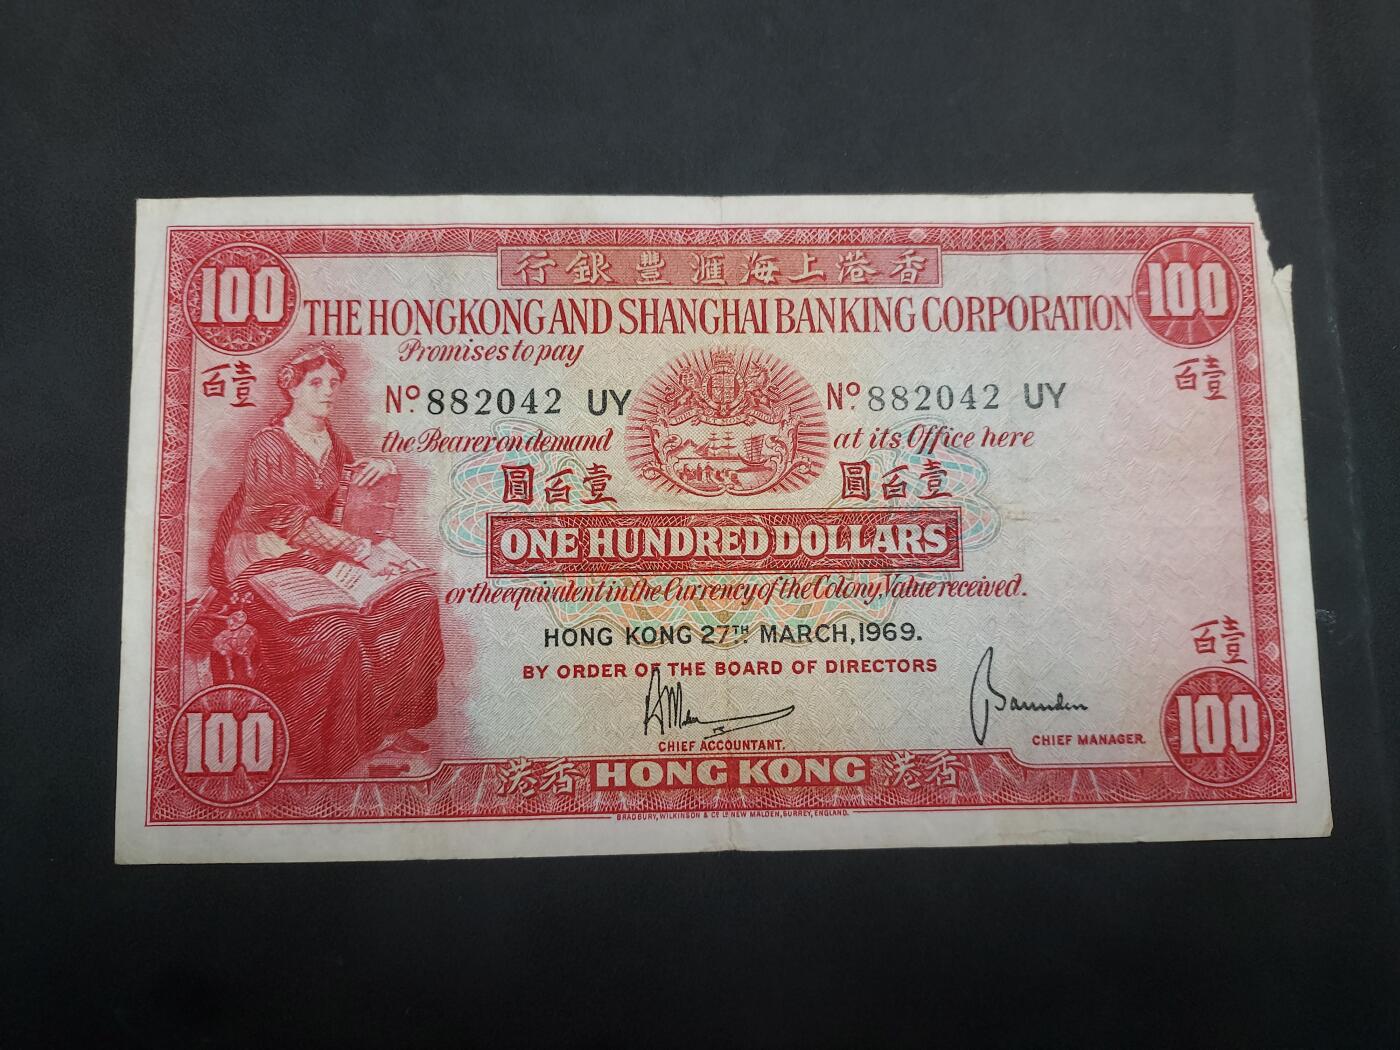 行銀豐滙海上港香
100 100
THE HONGKONG AND SHANGHAI BANKING CORPORATION
Promises to pay
百壹 百壹
Nº 882042 UY Nº 882042 UY
the Bearer on demand at its Office here
圓百壹 圓百壹
ONE HUNDRED DOLLARS
or the equivalent in the Currency of the Colony, Value received.
HONG KONG 27TH MARCH, 1969.
百壹
BY ORDER OF THE BOARD OF DIRECTORS
100 100
CHIEF ACCOUNTANT. CHIEF MANAGER.
港香 HONG KONG 港香
BRADBURY, WILKINSON & Cº Lᴰ NEW MALDEN, SURREY, ENGLAND.